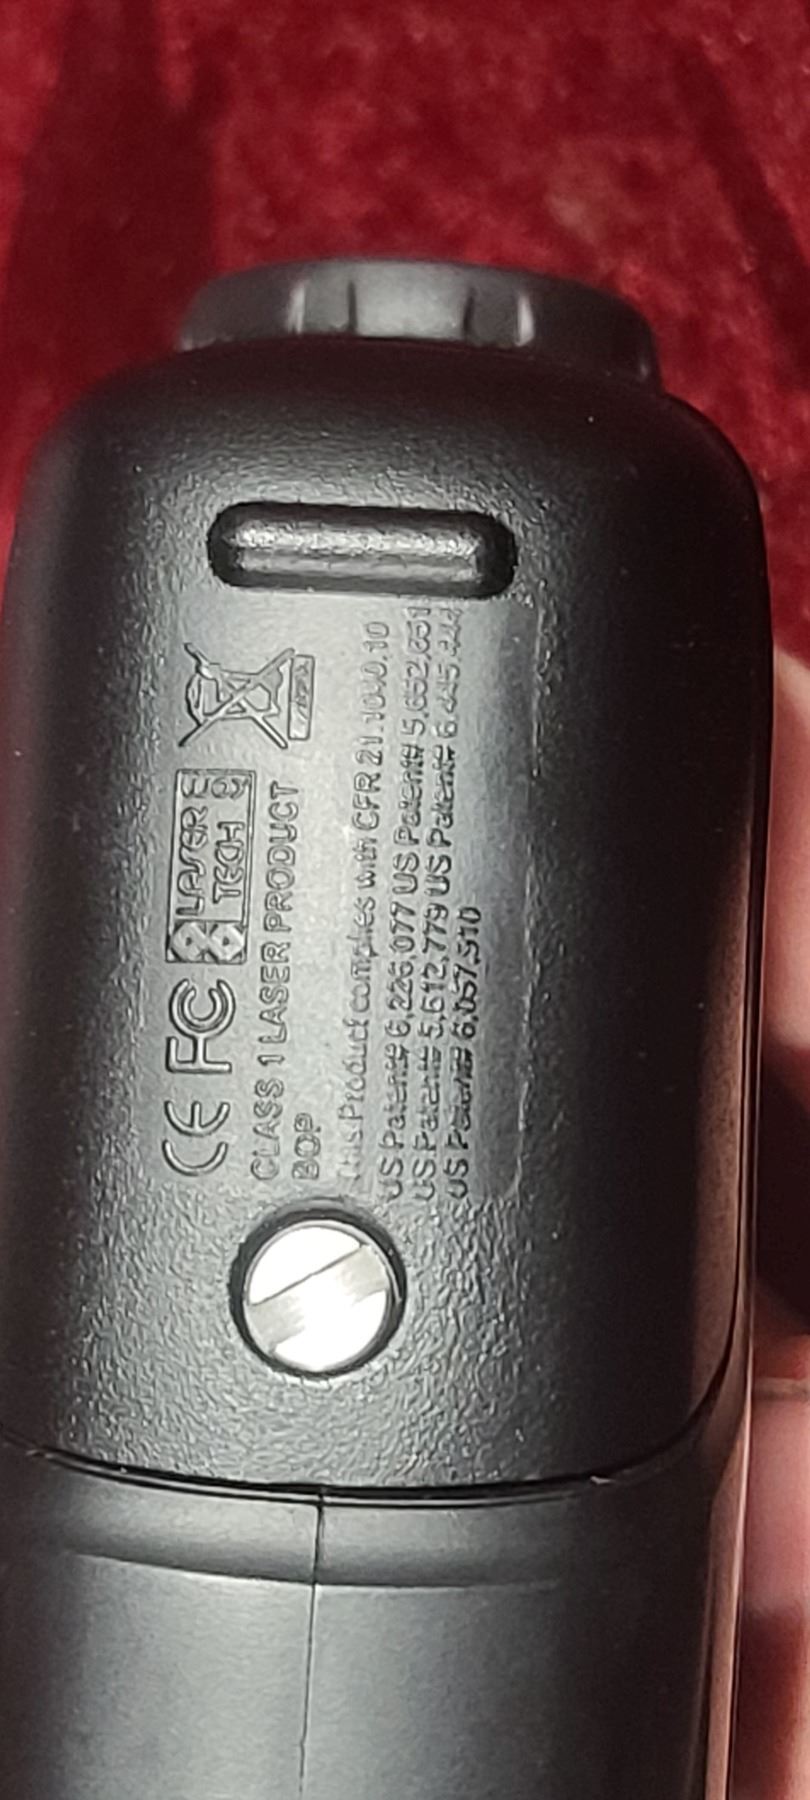 CE FC LASER TECH
CLASS 1 LASER PRODUCT
BOP
This Product complies with CFR 21.1040.10
US Patent# 6,226,077 US Patent# 5,652,651
US Patent# 5,612,779 US Patent# 6,445,444
US Patent# 6,057,910